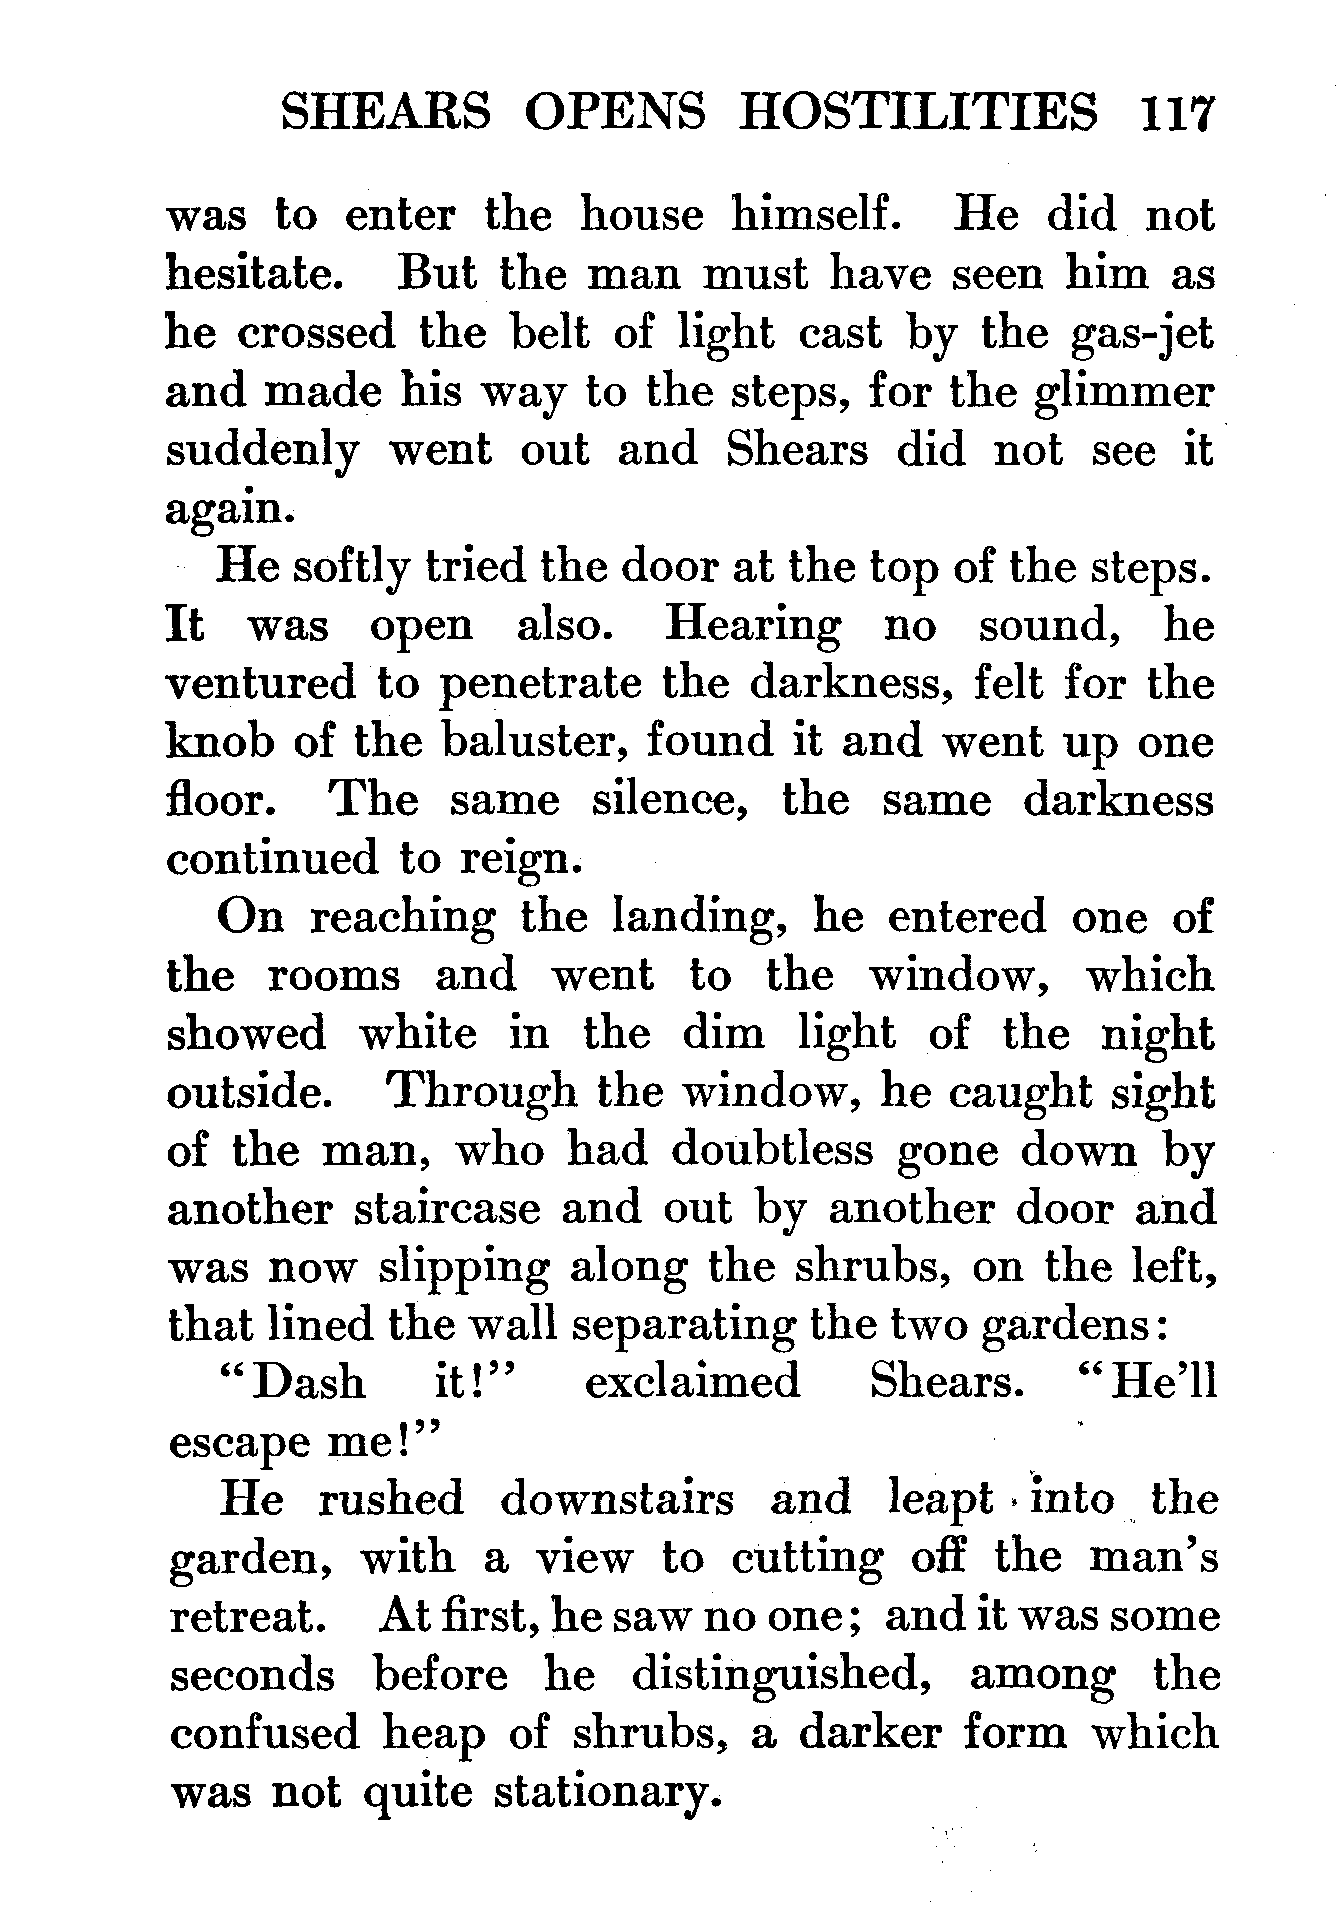 SHEARS OPENS HOSTILITIES 117
was to enter the house himself. He did not
hesitate. But the man must have seen him as
he crossed the belt of light cast by the gas-jet
and made his way to the steps, for the glimmer
suddenly went out and Shears did not see it
again.
He softly tried the door at the top of the steps.
It was open also. Hearing no sound, he
ventured to penetrate the darkness, felt for the
knob of the baluster, found it and went up one
floor. The same silence, the same darkness
continued to reign.
On reaching the landing, he entered one of
the rooms and went to the window, which
showed white in the dim light of the night
outside. Through the window, he caught sight
of the man, who had doubtless gone down by
another staircase and out by another door and
was now slipping along the shrubs, on the left,
that lined the wall separating the two gardens:
“Dash it!” exclaimed Shears. “He’ll
escape me!”
He rushed downstairs and leapt into the
garden, with a view to cutting off the man’s
retreat. At first, he saw no one; and it was some
seconds before he distinguished, among the
confused heap of shrubs, a darker form which
was not quite stationary.